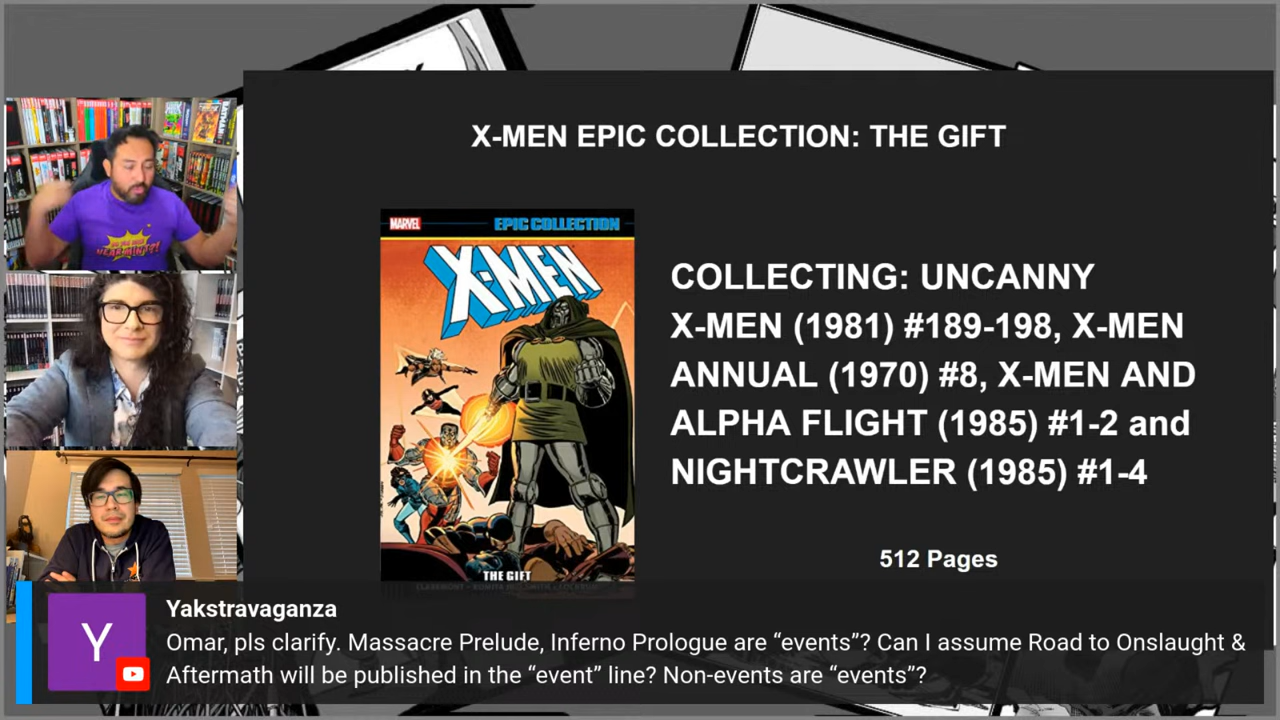 X-MEN EPIC COLLECTION: THE GIFT
MARVEL
EPIC COLLECTION
X-MEN
THE GIFT
COLLECTING: UNCANNY
X-MEN (1981) #189-198, X-MEN
ANNUAL (1970) #8, X-MEN AND
ALPHA FLIGHT (1985) #1-2 and
NIGHTCRAWLER (1985) #1-4
512 Pages
Y
Yakstravaganza
Omar, pls clarify. Massacre Prelude, Inferno Prologue are “events”? Can I assume Road to Onslaught &
Aftermath will be published in the “event” line? Non-events are “events”?